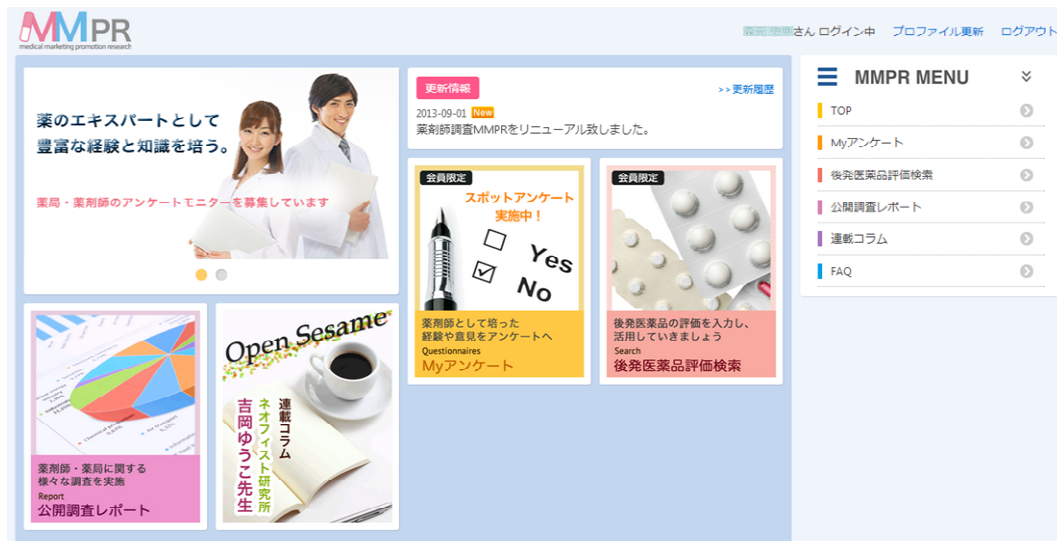 MMPR
medical marketing promotion research
さん ログイン中 プロファイル更新 ログアウト
薬のエキスパートとして
豊富な経験と知識を培う。
薬局・薬剤師のアンケートモニターを募集しています
更新情報
>>更新履歴
2013-09-01 New
薬剤師調査MMPRをリニューアル致しました。
会員限定
スポットアンケート
実施中！
Yes
No
薬剤師として培った
経験や意見をアンケートへ
Questionnaires
Myアンケート
会員限定
後発医薬品の評価を入力し、
活用していきましょう
Search
後発医薬品評価検索
薬剤師・薬局に関する
様々な調査を実施
Report
公開調査レポート
Open Sesame
連載コラム
ネオフィスト研究所
吉岡ゆうこ先生
MMPR MENU
TOP
Myアンケート
後発医薬品評価検索
公開調査レポート
連載コラム
FAQ